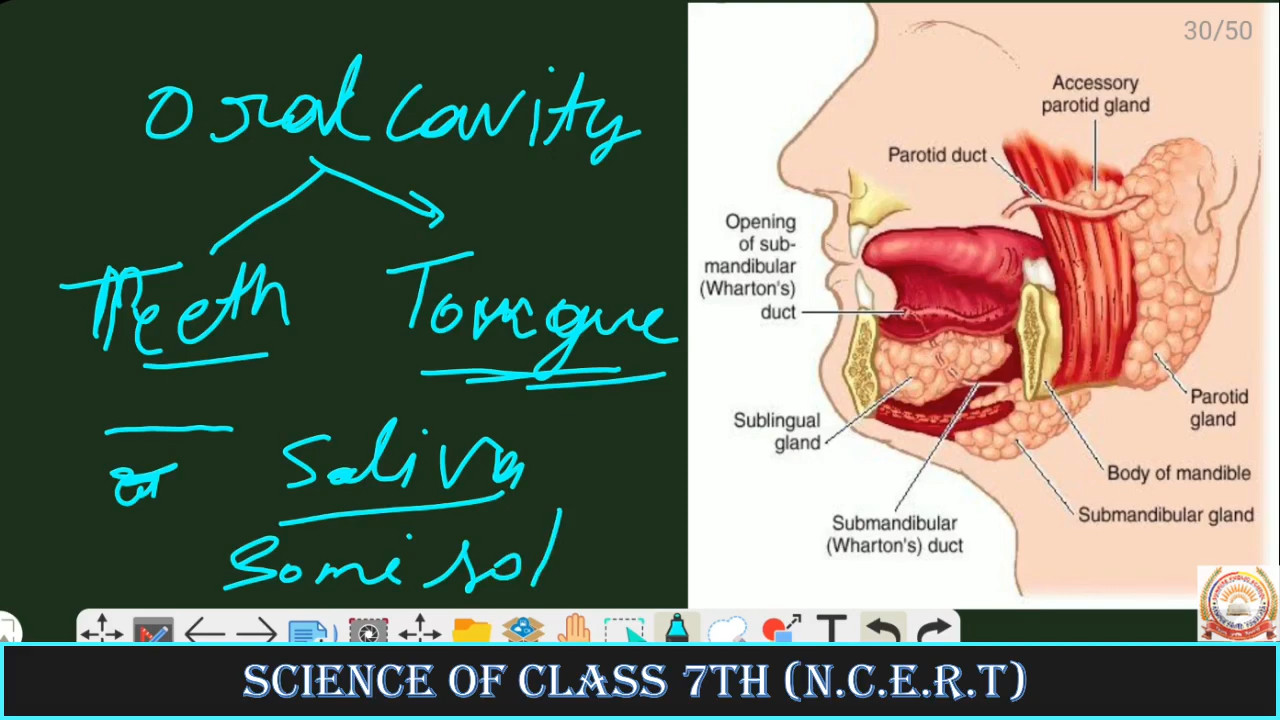 Oral cavity
Teeth Tongue
Saliva
Some sol
30/50
Accessory
parotid gland
Parotid duct
Opening
of sub-
mandibular
(Wharton's)
duct
Sublingual
gland
Submandibular
(Wharton's) duct
Parotid
gland
Body of mandible
Submandibular gland
T
SCIENCE OF CLASS 7TH (N.C.E.R.T)